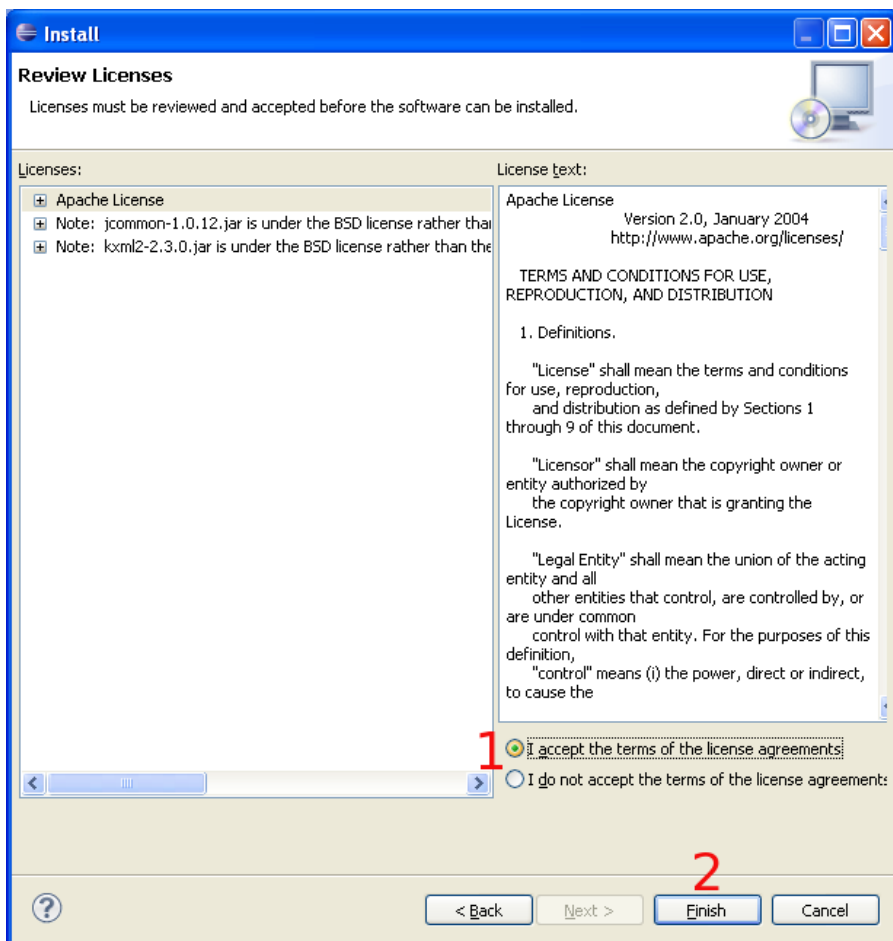 Install
Review Licenses
Licenses must be reviewed and accepted before the software can be installed.
Licenses:
Apache License
Note: jcommon-1.0.12.jar is under the BSD license rather than
Note: kxml2-2.3.0.jar is under the BSD license rather than the
License text:
Apache License
Version 2.0, January 2004
http://www.apache.org/licenses/
TERMS AND CONDITIONS FOR USE,
REPRODUCTION, AND DISTRIBUTION
1. Definitions.
"License" shall mean the terms and conditions
for use, reproduction,
and distribution as defined by Sections 1
through 9 of this document.
"Licensor" shall mean the copyright owner or
entity authorized by
the copyright owner that is granting the
License.
"Legal Entity" shall mean the union of the acting
entity and all
other entities that control, are controlled by, or
are under common
control with that entity. For the purposes of this
definition,
"control" means (i) the power, direct or indirect,
to cause the
1 I accept the terms of the license agreements
I do not accept the terms of the license agreements
2
? < Back Next > Finish Cancel